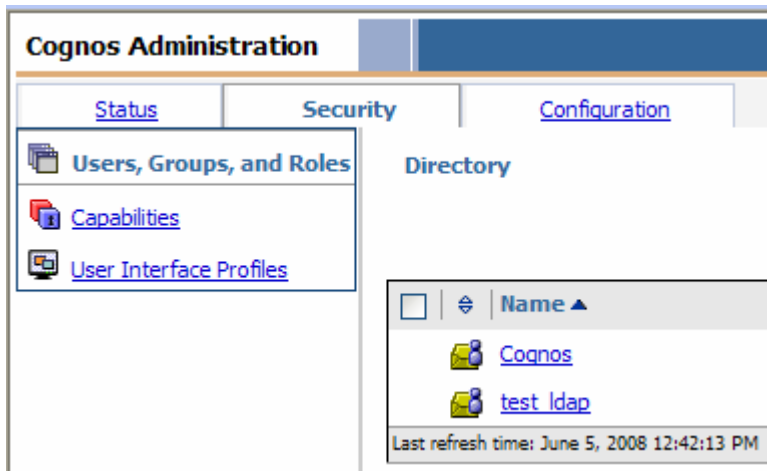 Cognos Administration
Status Security Configuration
Users, Groups, and Roles
Directory
Capabilities
User Interface Profiles
Name
Cognos
test_ldap
Last refresh time: June 5, 2008 12:42:13 PM